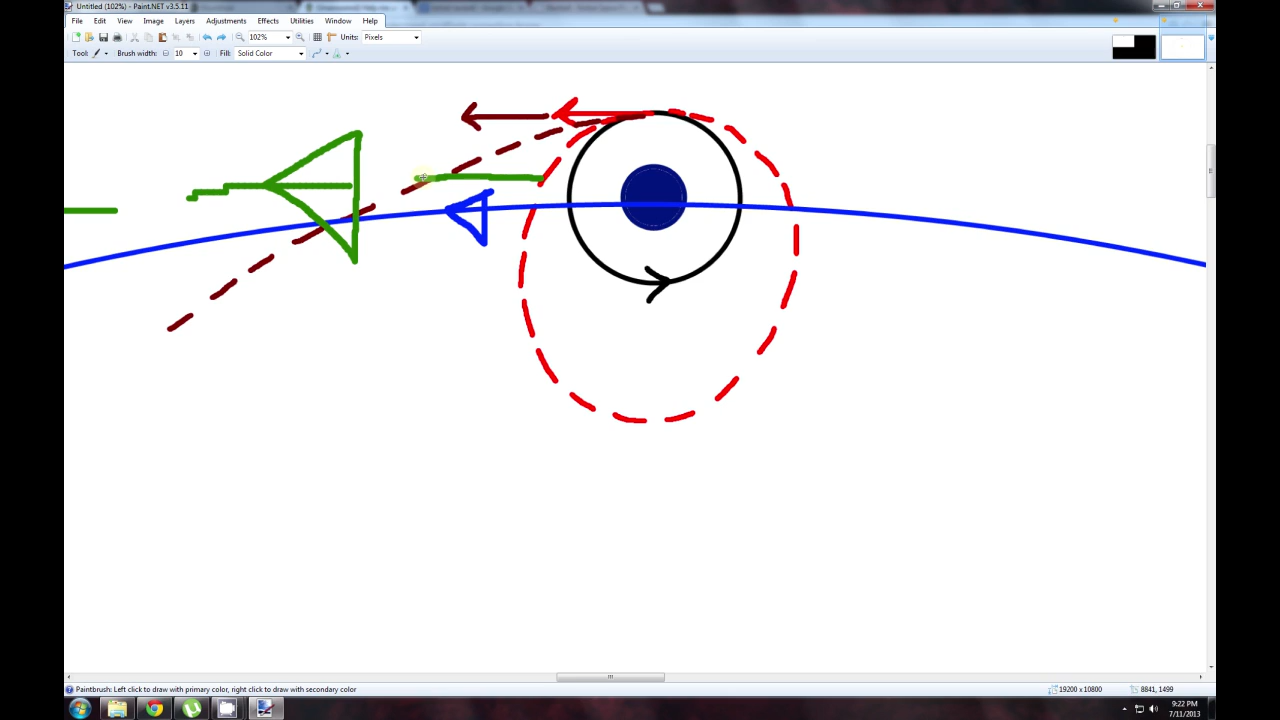 Untitled (102%) - Paint.NET v3.5.11
File Edit View Image Layers Adjustments Effects Utilities Window Help
102% Units: Pixels
Tool: Brush width: 10 Fill: Solid Color
Paintbrush: Left click to draw with primary color, right click to draw with secondary color
19200 x 10800
8841, 1499
9:22 PM
7/11/2013